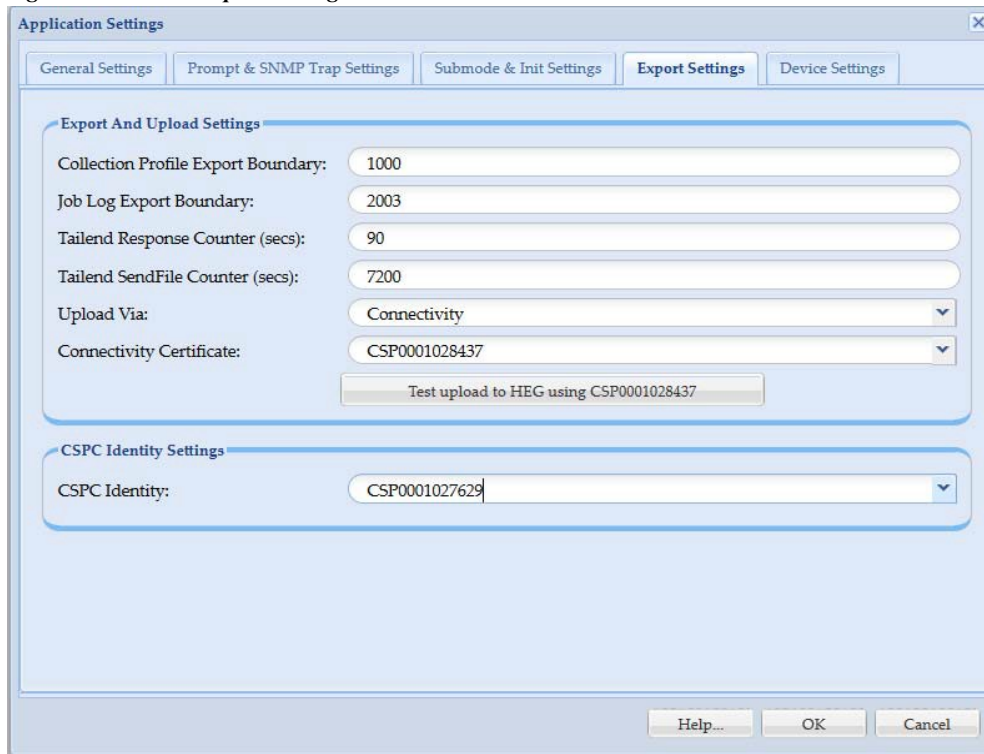 Application Settings
General Settings
Prompt & SNMP Trap Settings
Submode & Init Settings
Export Settings
Device Settings
Export And Upload Settings
Collection Profile Export Boundary: 1000
Job Log Export Boundary: 2003
Tailend Response Counter (secs): 90
Tailend SendFile Counter (secs): 7200
Upload Via: Connectivity
Connectivity Certificate: CSP0001028437
Test upload to HEG using CSP0001028437
CSPC Identity Settings
CSPC Identity: CSP0001027629
Help... OK Cancel